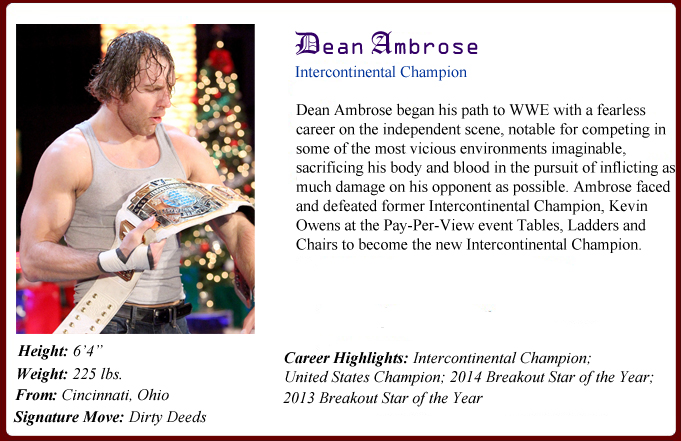 Dean Ambrose
Intercontinental Champion
Dean Ambrose began his path to WWE with a fearless
career on the independent scene, notable for competing in
some of the most vicious environments imaginable,
sacrificing his body and blood in the pursuit of inflicting as
much damage on his opponent as possible. Ambrose faced
and defeated former Intercontinental Champion, Kevin
Owens at the Pay-Per-View event Tables, Ladders and
Chairs to become the new Intercontinental Champion.
Height: 6’4”
Weight: 225 lbs.
From: Cincinnati, Ohio
Signature Move: Dirty Deeds
Career Highlights: Intercontinental Champion;
United States Champion; 2014 Breakout Star of the Year;
2013 Breakout Star of the Year